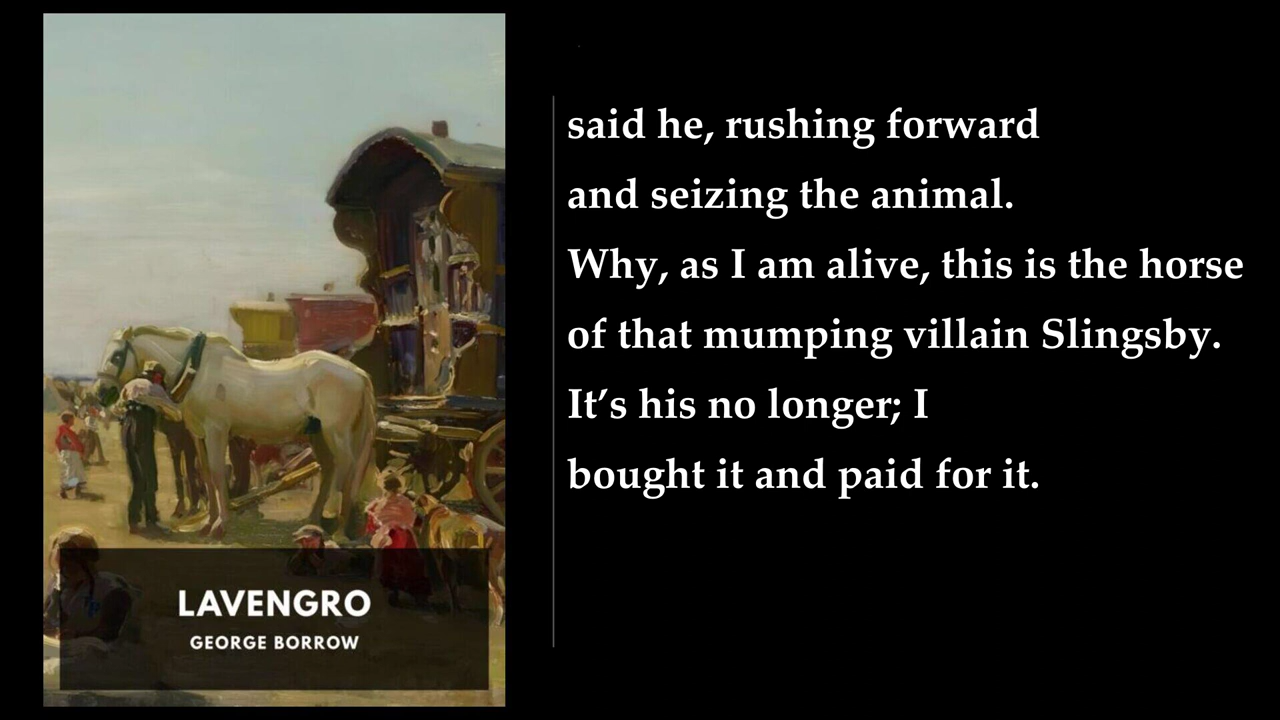 said he, rushing forward
and seizing the animal.
Why, as I am alive, this is the horse
of that mumping villain Slingsby.
It’s his no longer; I
bought it and paid for it.
LAVENGRO
GEORGE BORROW